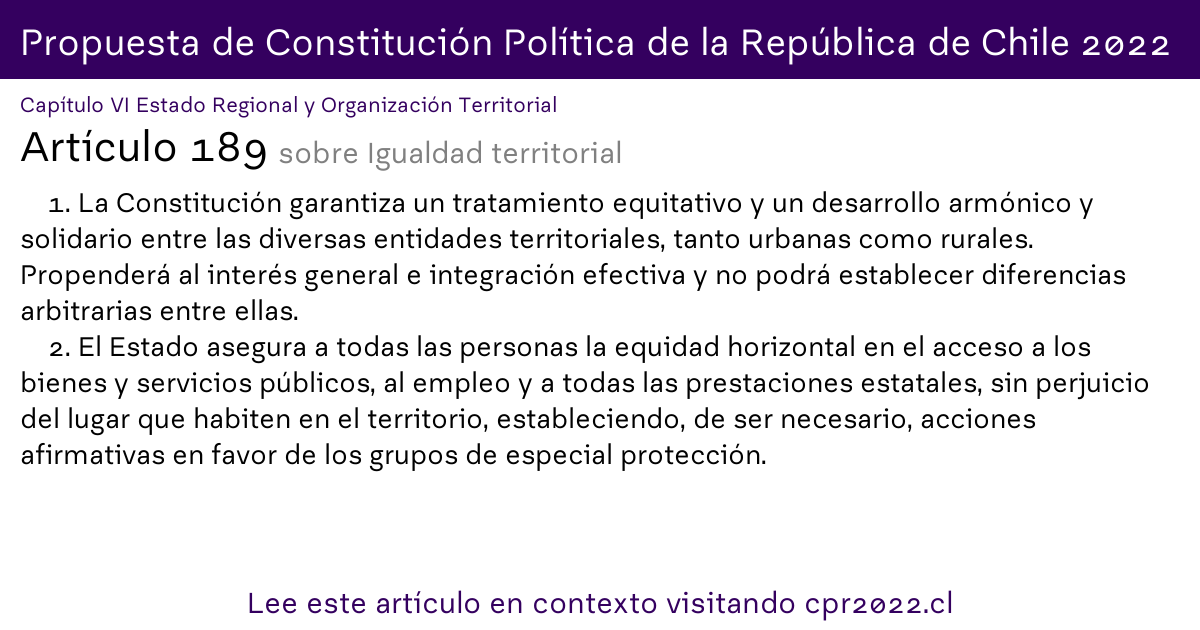 Propuesta de Constitución Política de la República de Chile 2022
Capítulo VI Estado Regional y Organización Territorial
Artículo 189 sobre Igualdad territorial
1. La Constitución garantiza un tratamiento equitativo y un desarrollo armónico y
solidario entre las diversas entidades territoriales, tanto urbanas como rurales.
Propenderá al interés general e integración efectiva y no podrá establecer diferencias
arbitrarias entre ellas.
2. El Estado asegura a todas las personas la equidad horizontal en el acceso a los
bienes y servicios públicos, al empleo y a todas las prestaciones estatales, sin perjuicio
del lugar que habiten en el territorio, estableciendo, de ser necesario, acciones
afirmativas en favor de los grupos de especial protección.
Lee este artículo en contexto visitando cpr2022.cl